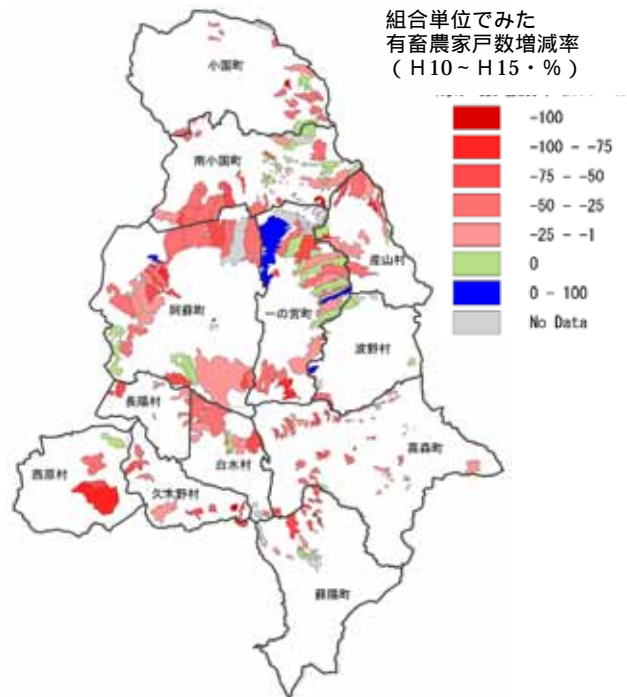 組合単位でみた
有畜農家戸数増減率
（H10～H15・%）
-100
-100 - -75
-75 - -50
-50 - -25
-25 - -1
0
0 - 100
No Data
小国町
南小国町
産山村
阿蘇町
一の宮町
波野村
長陽村
白水村
高森町
西原村
久木野村
蘇陽町